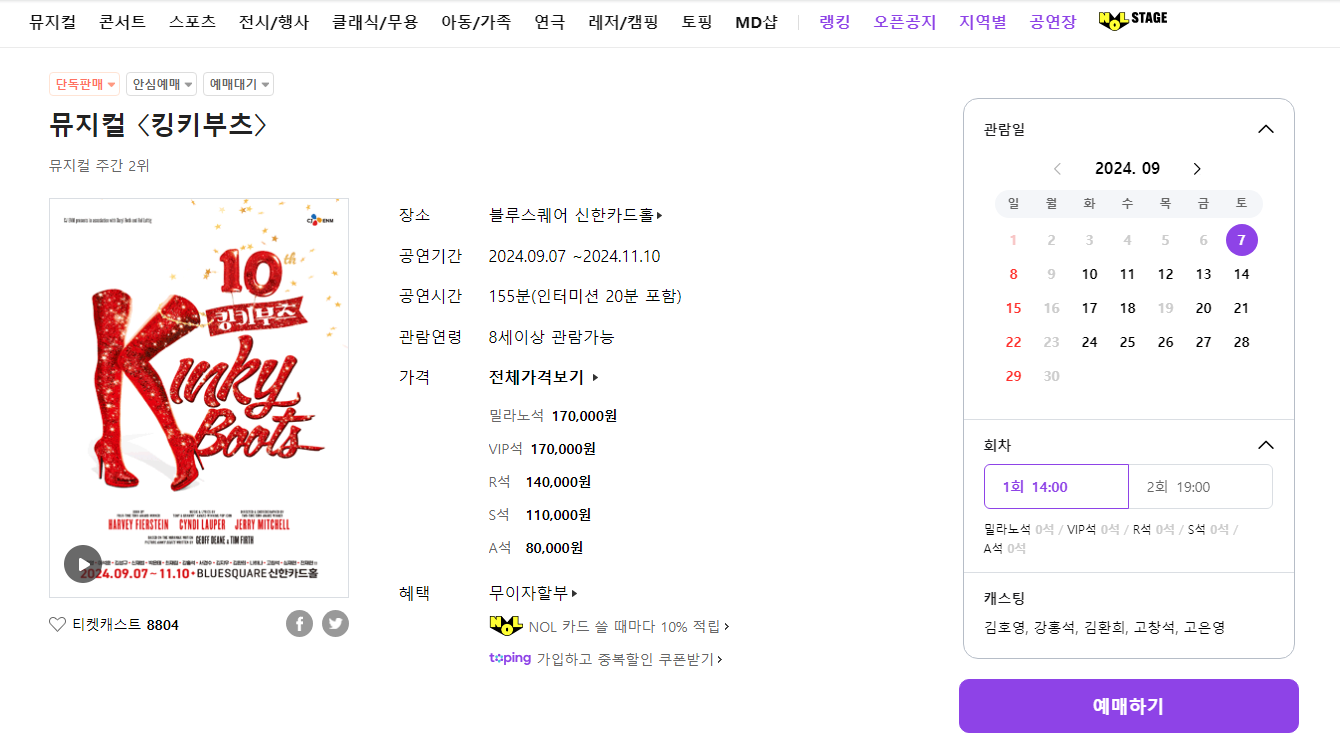 뮤지컬 콘서트 스포츠 전시/행사 클래식/무용 아동/가족 연극 레저/캠핑 토핑 MD샵 랭킹 오픈공지 지역별 공연장 NOL STAGE
단독판매 안심예매 예매대기
뮤지컬 〈킹키부츠〉
뮤지컬 주간 2위
CJ ENM
10th
킹키부츠
Kinky
Boots
HARVEY FIERSTEIN CYNDI LAUPER JERRY MITCHELL
GEOFF DEANE & TIM FIRTH
2024.09.07~11.10•BLUESQUARE 신한카드홀
티켓캐스트 8804
장소 블루스퀘어 신한카드홀
공연기간 2024.09.07 ~2024.11.10
공연시간 155분(인터미션 20분 포함)
관람연령 8세이상 관람가능
가격 전체가격보기
밀라노석 170,000원
VIP석 170,000원
R석 140,000원
S석 110,000원
A석 80,000원
혜택 무이자할부
NOL NOL 카드 쓸 때마다 10% 적립
toping 가입하고 중복할인 쿠폰받기
관람일
2024. 09
일 월 화 수 목 금 토
1 2 3 4 5 6 7
8 9 10 11 12 13 14
15 16 17 18 19 20 21
22 23 24 25 26 27 28
29 30
회차
1회 14:00 2회 19:00
밀라노석 0석 / VIP석 0석 / R석 0석 / S석 0석 /
A석 0석
캐스팅
김호영, 강홍석, 김환희, 고창석, 고은영
예매하기